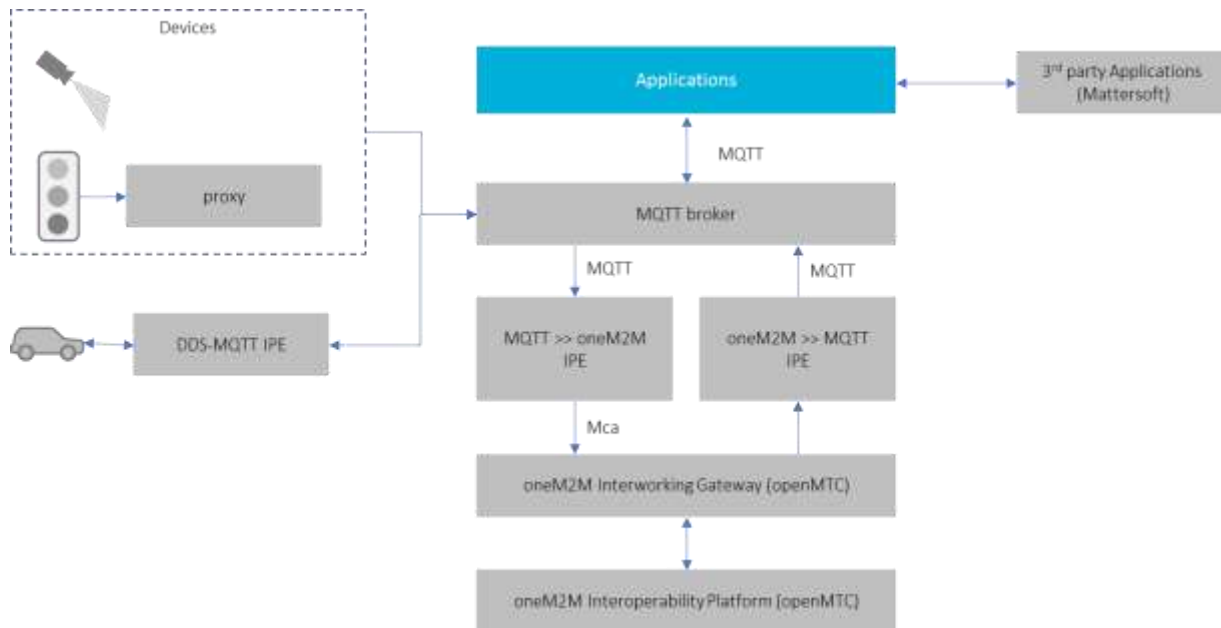 Devices
Applications
3rd party Applications
(Mattersoft)
MQTT
proxy
MQTT broker
MQTT
MQTT
DDS-MQTT IPE
MQTT >> oneM2M
IPE
oneM2M >> MQTT
IPE
Mca
oneM2M Interworking Gateway (openMTC)
oneM2M Interoperability Platform (openMTC)